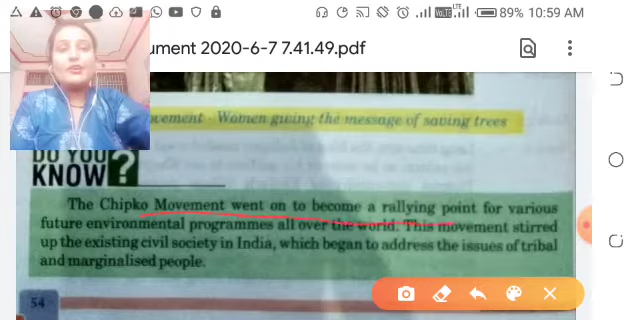 89% 10:59 AM
ument 2020-6-7 7.41.49.pdf
vement - Women giving the message of saving trees
DO YOU
KNOW ?
The Chipko Movement went on to become a rallying point for various
future environmental programmes all over the world. This movement stirred
up the existing civil society in India, which began to address the issues of tribal
and marginalised people.
54